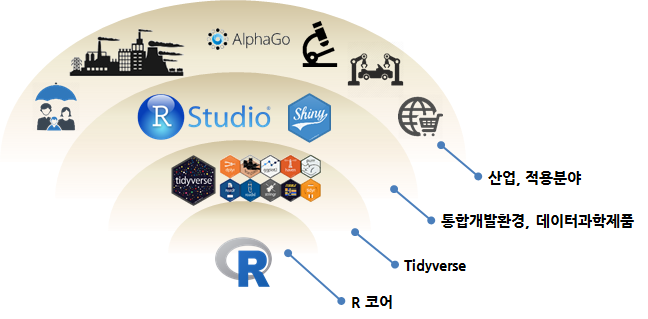 AlphaGo
R Studio
Shiny
tidyverse
R
산업, 적용분야
통합개발환경, 데이터과학제품
Tidyverse
R 코어